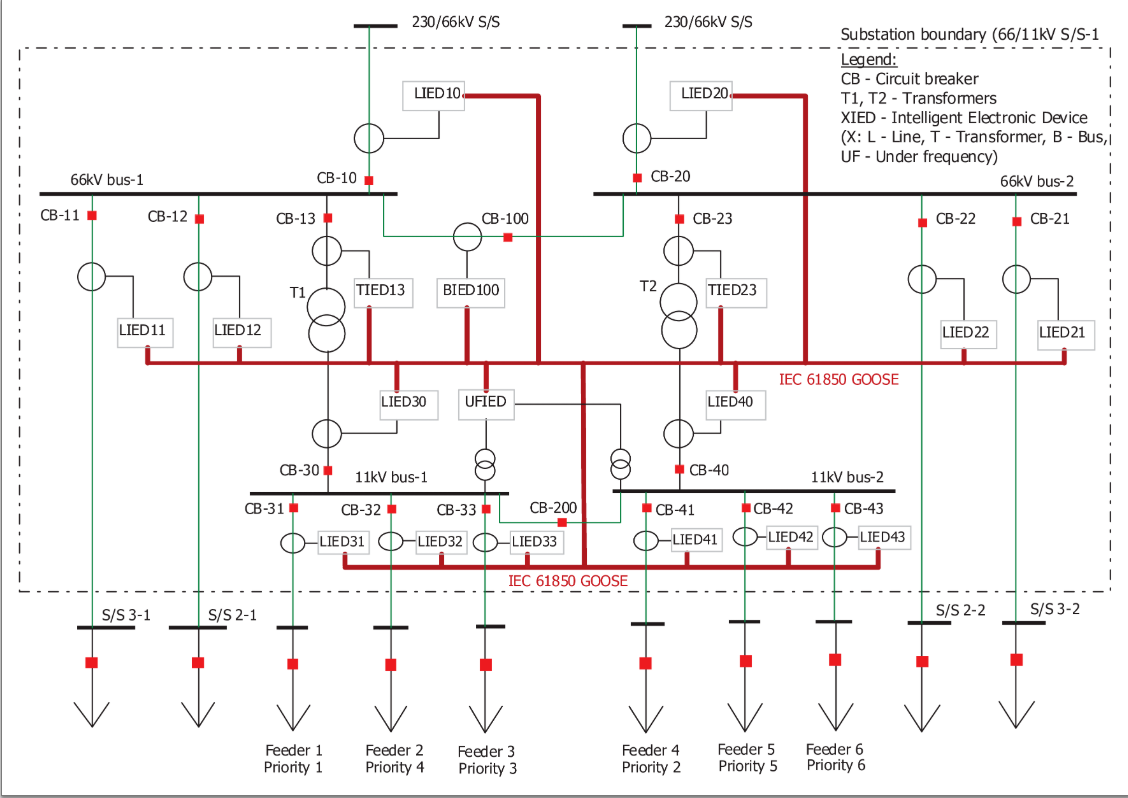 230/66kV S/S
230/66kV S/S
Substation boundary (66/11kV S/S-1
Legend:
CB - Circuit breaker
T1, T2 - Transformers
XIED - Intelligent Electronic Device
(X: L - Line, T - Transformer, B - Bus,
UF - Under frequency)
LIED10
LIED20
CB-10
CB-20
66kV bus-1
66kV bus-2
CB-11
CB-12
CB-13
CB-100
CB-23
CB-22
CB-21
T1
TIED13
BIED100
T2
TIED23
LIED11
LIED12
LIED22
LIED21
IEC 61850 GOOSE
LIED30
UFIED
LIED40
CB-30
11kV bus-1
CB-40
11kV bus-2
CB-31
CB-32
CB-33
CB-200
CB-41
CB-42
CB-43
LIED31
LIED32
LIED33
LIED41
LIED42
LIED43
IEC 61850 GOOSE
S/S 3-1
S/S 2-1
S/S 2-2
S/S 3-2
Feeder 1
Priority 1
Feeder 2
Priority 4
Feeder 3
Priority 3
Feeder 4
Priority 2
Feeder 5
Priority 5
Feeder 6
Priority 6